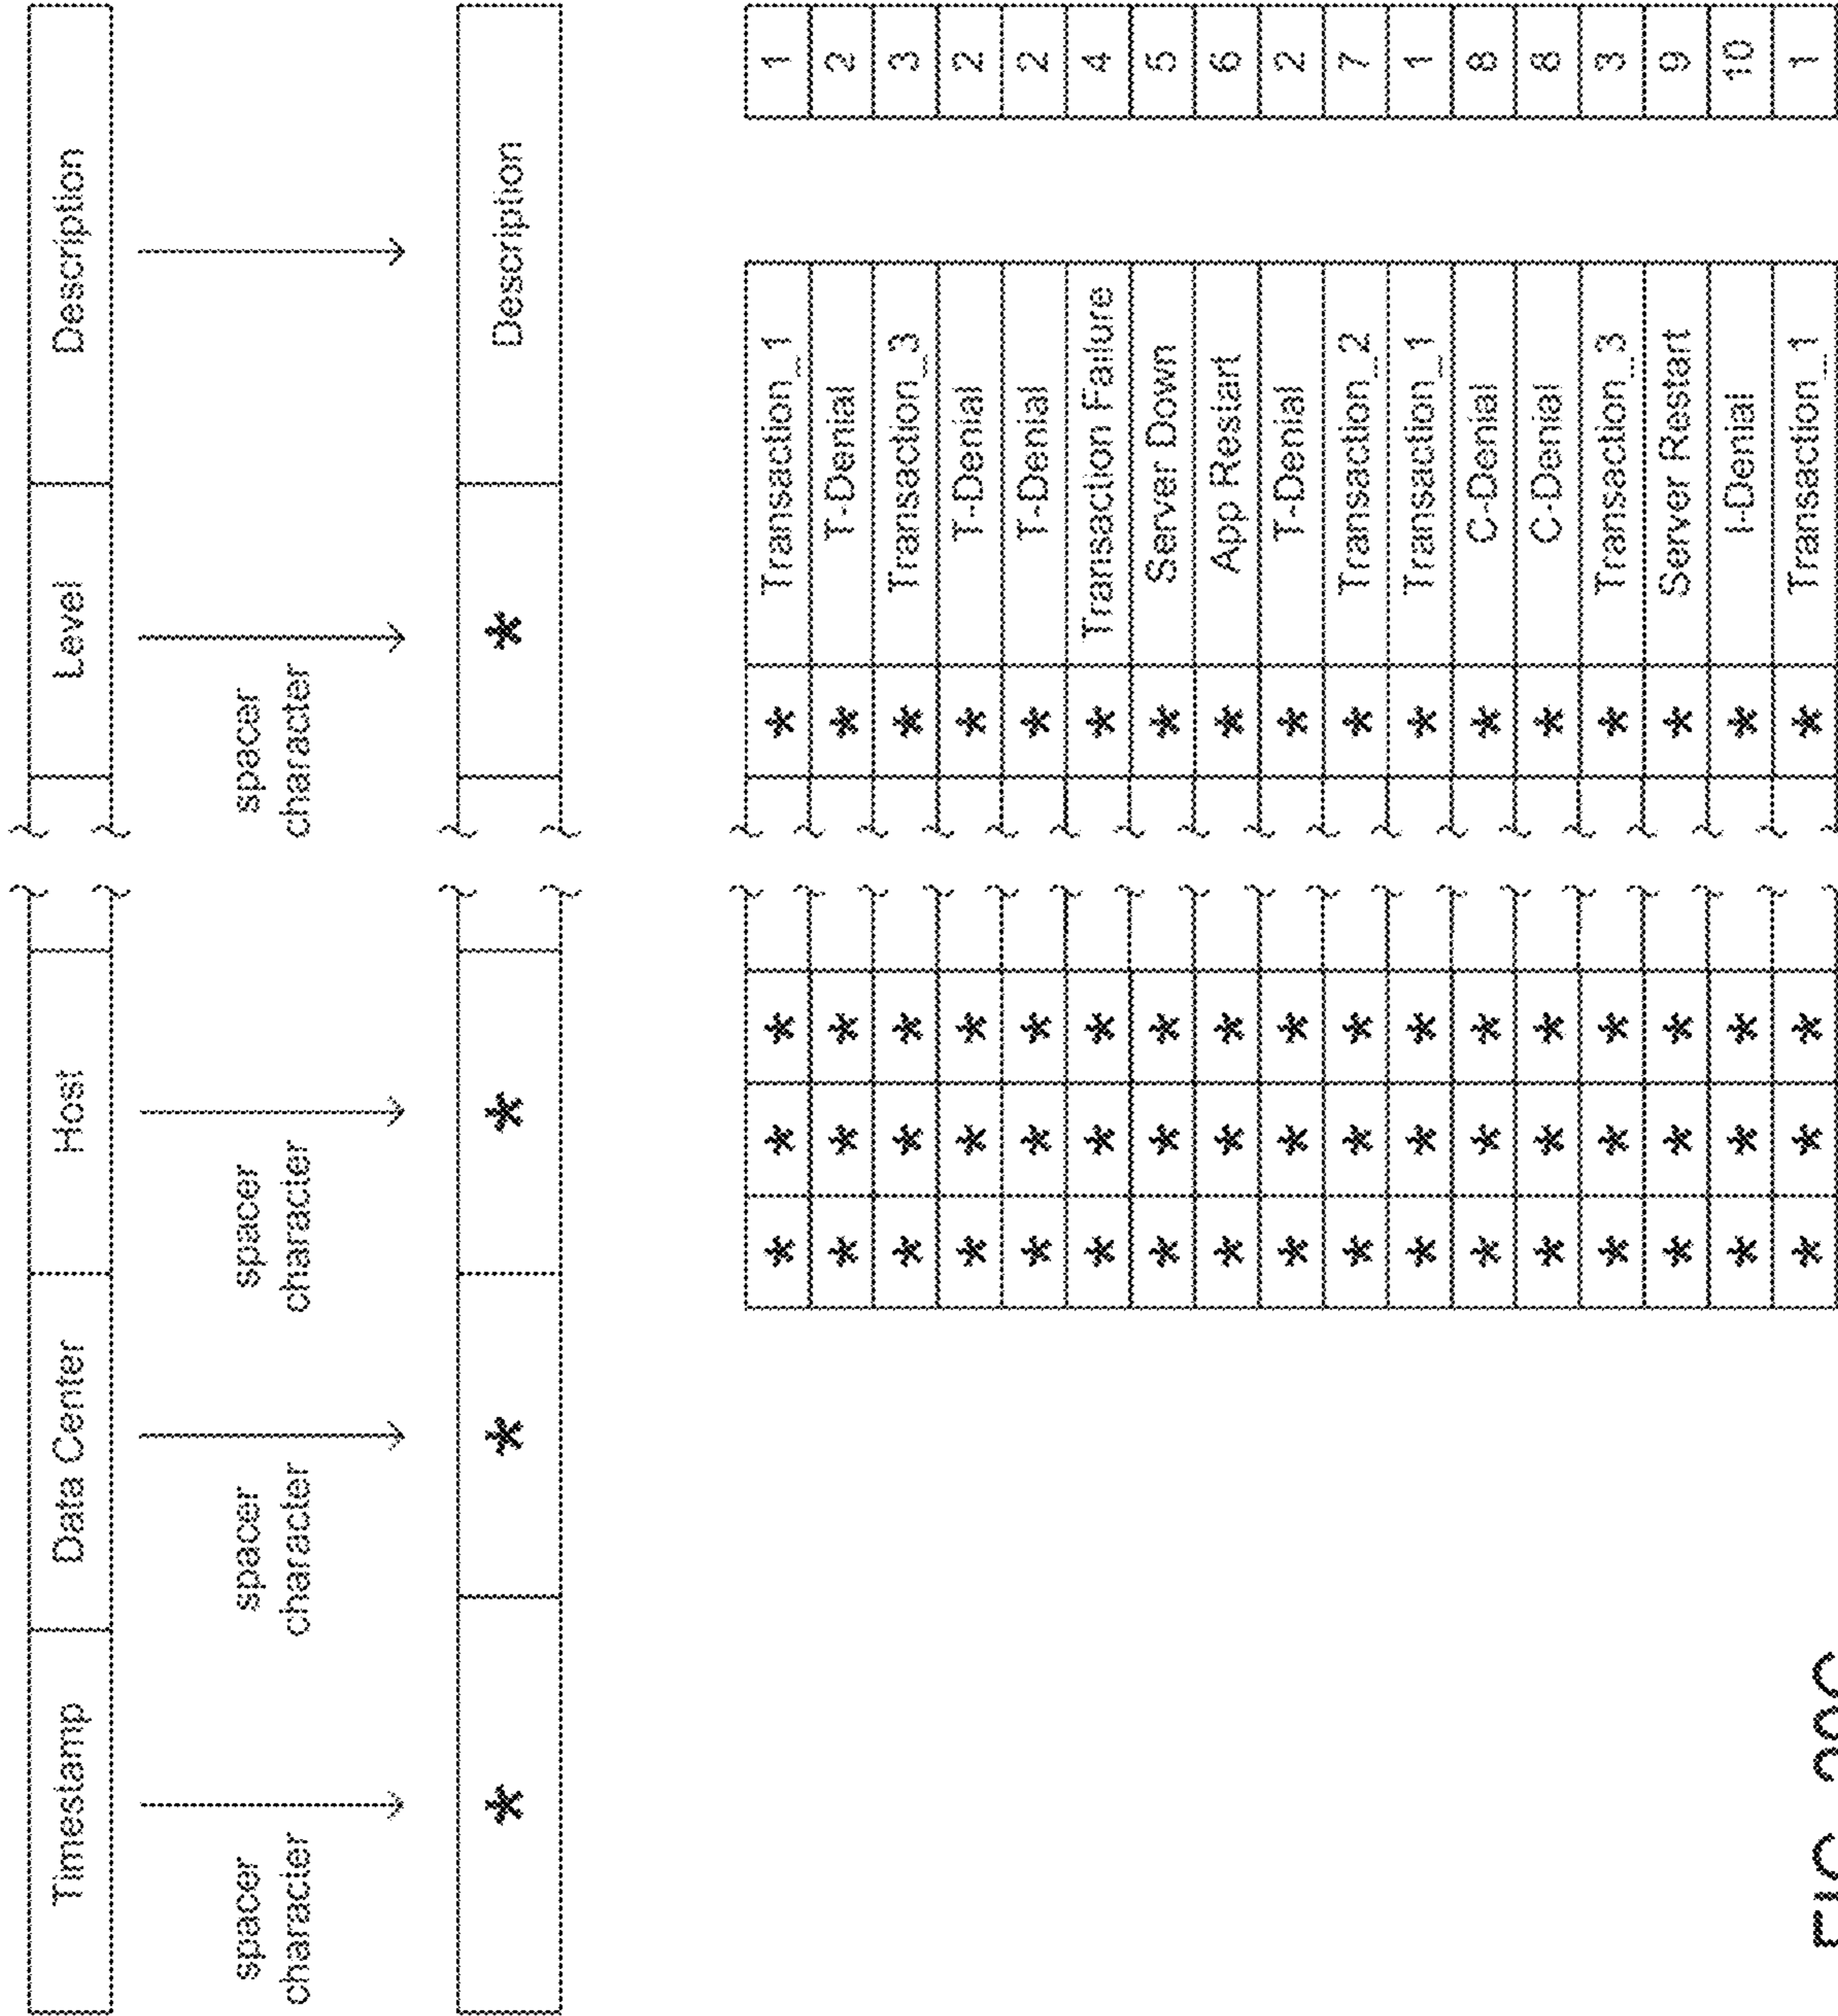 Timestamp Data Center Host Level Description
spacer character spacer character spacer character spacer character
* * * * Description
* * * * Transaction_1 1
* * * * T-Denial 2
* * * * Transaction_3 3
* * * * T-Denial 2
* * * * T-Denial 2
* * * * Transaction Failure 4
* * * * Server Down 5
* * * * App Restart 6
* * * * T-Denial 2
* * * * Transaction_2 7
* * * * Transaction_1 1
* * * * C-Denial 8
* * * * C-Denial 8
* * * * Transaction_3 3
* * * * Server Restart 9
* * * * I-Denial 10
* * * * Transaction_1 1